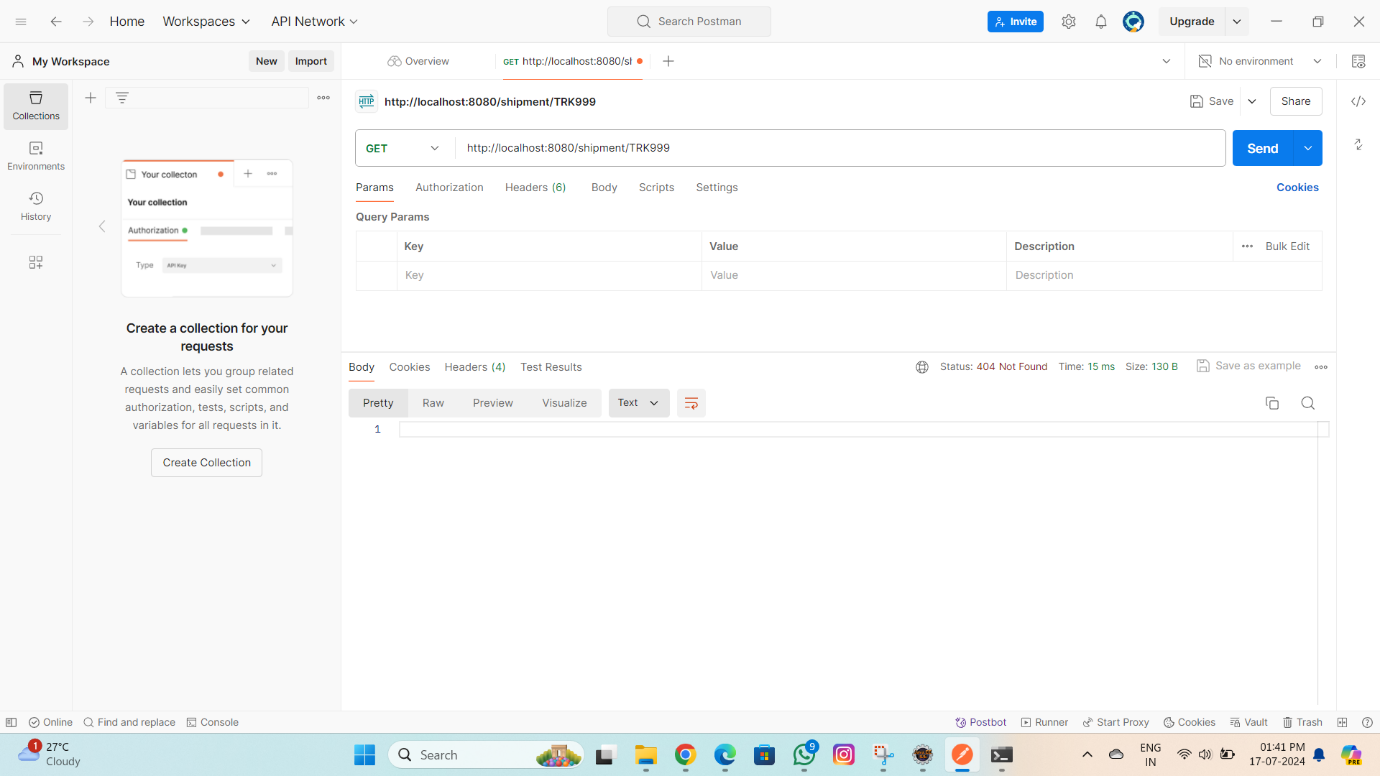 Home Workspaces API Network Search Postman Invite Upgrade
My Workspace New Import Overview GET http://localhost:8080/sl No environment
HTTP http://localhost:8080/shipment/TRK999 Save Share
Collections
Environments
History
Your collecton
Your collection
Authorization
Type API Key
Create a collection for your
requests
A collection lets you group related
requests and easily set common
authorization, tests, scripts, and
variables for all requests in it.
Create Collection
GET http://localhost:8080/shipment/TRK999 Send
Params Authorization Headers (6) Body Scripts Settings Cookies
Query Params
Key Value Description Bulk Edit
Key Value Description
Body Cookies Headers (4) Test Results Status: 404 Not Found Time: 15 ms Size: 130 B Save as example
Pretty Raw Preview Visualize Text
1
Online Find and replace Console Postbot Runner Start Proxy Cookies Vault Trash
1 27°C
Cloudy
Search
9
PRE
ENG
IN
01:41 PM
17-07-2024